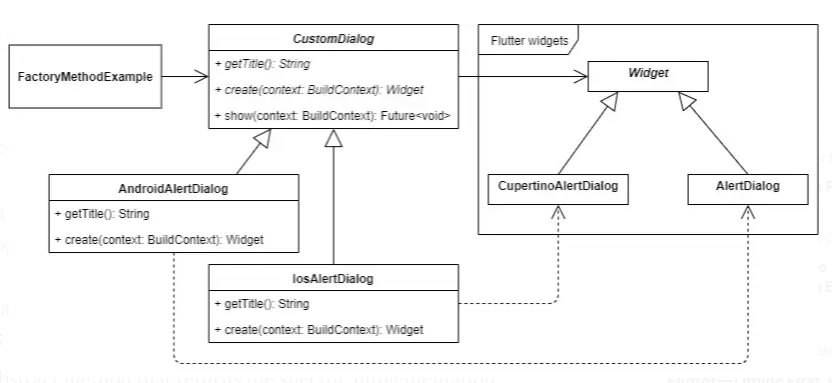 CustomDialog
+ getTitle(): String
+ create(context: BuildContext): Widget
+ show(context: BuildContext): Future<void>
FactoryMethodExample
Flutter widgets
Widget
CupertinoAlertDialog
AlertDialog
AndroidAlertDialog
+ getTitle(): String
+ create(context: BuildContext): Widget
IosAlertDialog
+ getTitle(): String
+ create(context: BuildContext): Widget